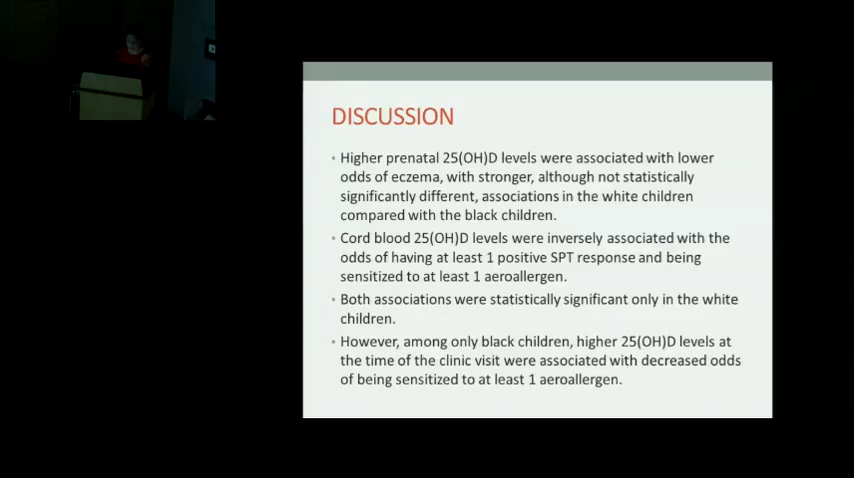 DISCUSSION
• Higher prenatal 25(OH)D levels were associated with lower
odds of eczema, with stronger, although not statistically
significantly different, associations in the white children
compared with the black children.
• Cord blood 25(OH)D levels were inversely associated with the
odds of having at least 1 positive SPT response and being
sensitized to at least 1 aeroallergen.
• Both associations were statistically significant only in the white
children.
• However, among only black children, higher 25(OH)D levels at
the time of the clinic visit were associated with decreased odds
of being sensitized to at least 1 aeroallergen.